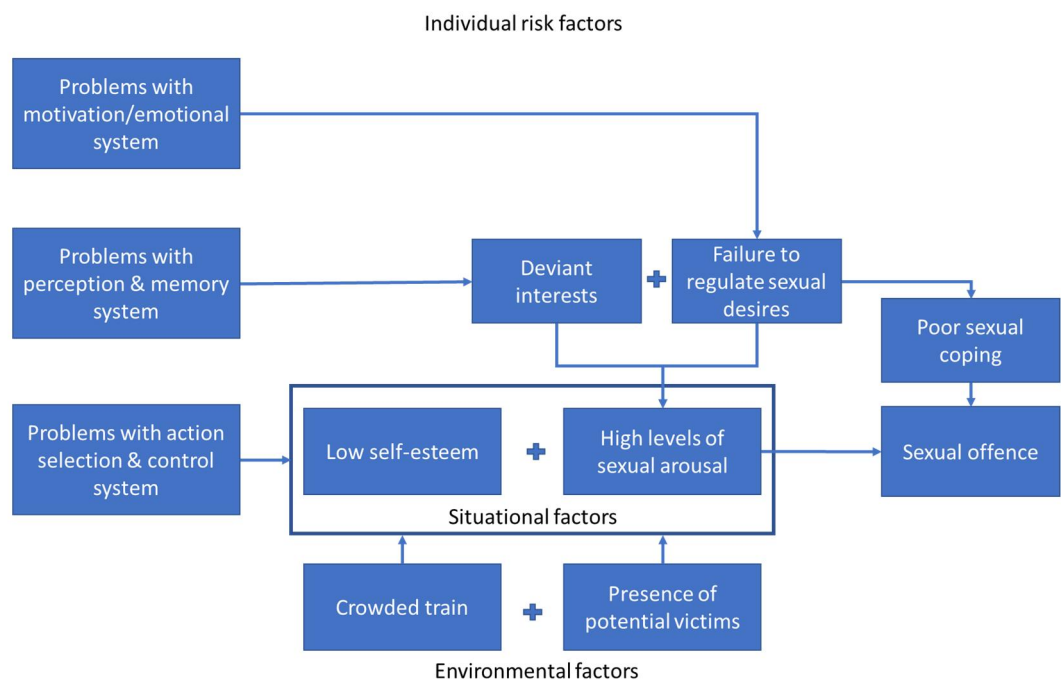 Individual risk factors
Problems with
motivation/emotional
system
Problems with
perception & memory
system
Deviant
interests
Failure to
regulate sexual
desires
Poor sexual
coping
Problems with action
selection & control
system
Low self-esteem
High levels of
sexual arousal
Sexual offence
Situational factors
Crowded train
Presence of
potential victims
Environmental factors